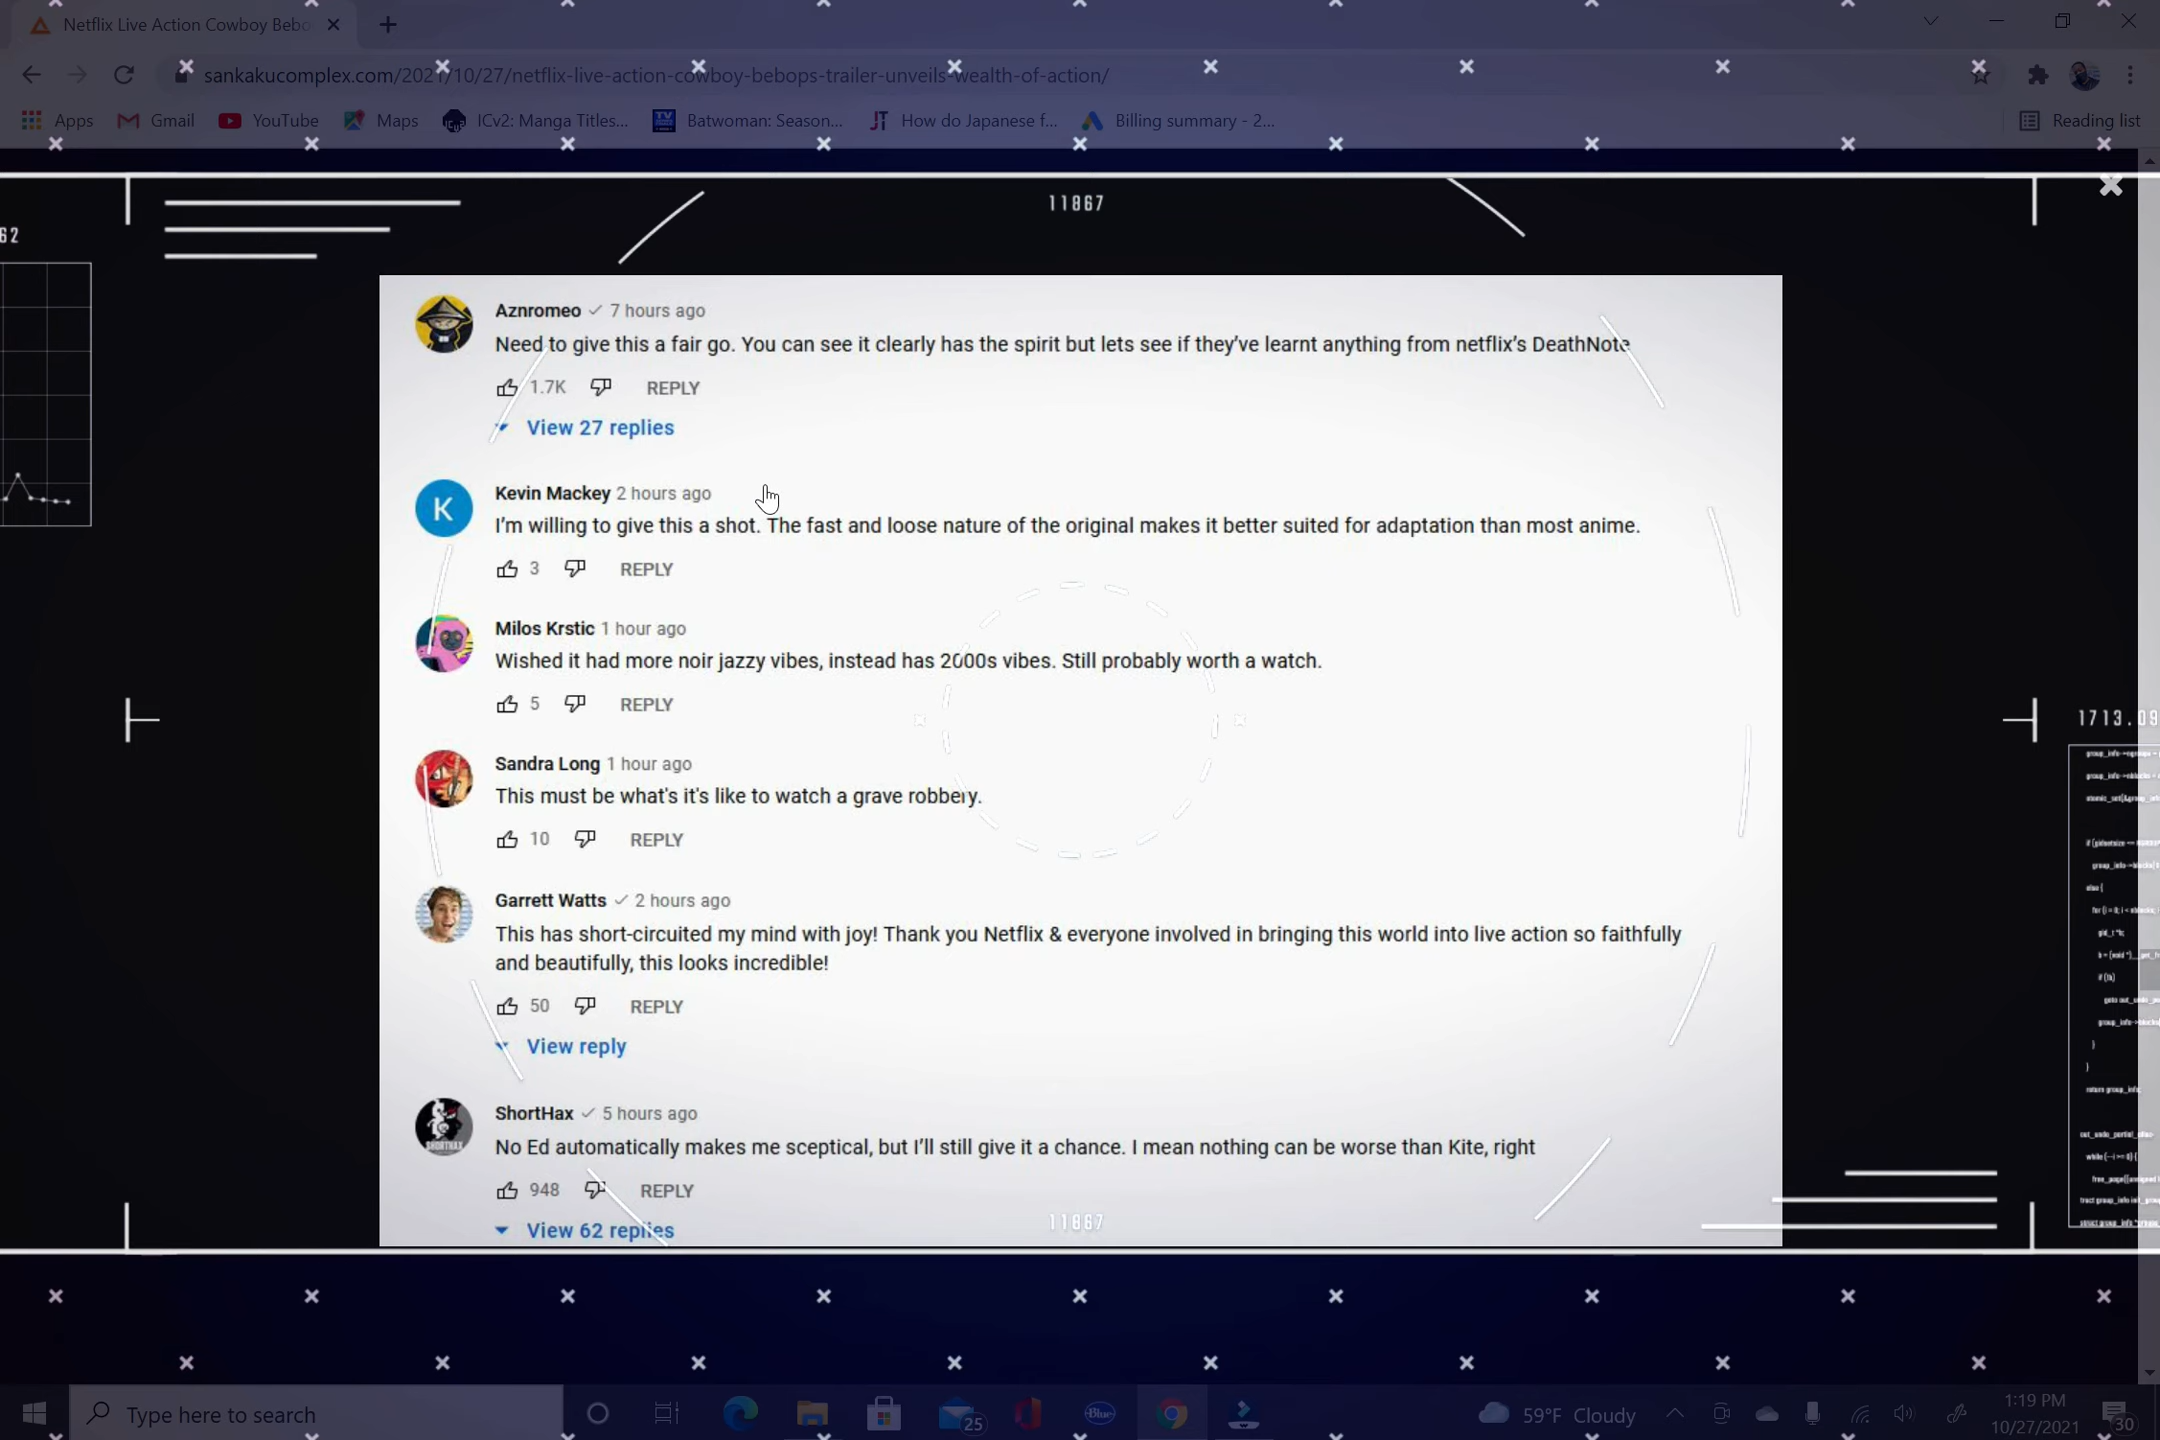 Netflix Live Action Cowboy Bebo
sankakucomplex.com/2021/10/27/netflix-live-action-cowboy-bebops-trailer-unveils-wealth-of-action/
Apps Gmail YouTube Maps ICv2: Manga Titles... Batwoman: Season... How do Japanese f... Billing summary - 2... Reading list
11867
62
Aznromeo 7 hours ago
Need to give this a fair go. You can see it clearly has the spirit but lets see if they've learnt anything from netflix's DeathNote
1.7K REPLY
View 27 replies
K
Kevin Mackey 2 hours ago
I'm willing to give this a shot. The fast and loose nature of the original makes it better suited for adaptation than most anime.
3 REPLY
Milos Krstic 1 hour ago
Wished it had more noir jazzy vibes, instead has 2000s vibes. Still probably worth a watch.
5 REPLY
1713.09
Sandra Long 1 hour ago
This must be what's it's like to watch a grave robbery.
10 REPLY
Garrett Watts 2 hours ago
This has short-circuited my mind with joy! Thank you Netflix & everyone involved in bringing this world into live action so faithfully
and beautifully, this looks incredible!
50 REPLY
View reply
ShortHax 5 hours ago
No Ed automatically makes me sceptical, but I'll still give it a chance. I mean nothing can be worse than Kite, right
SHORTHAX
948 REPLY
View 62 replies
11867
else {
}
}
return group_info;
Type here to search
25
Blue
59°F Cloudy
1:19 PM
10/27/2021
30